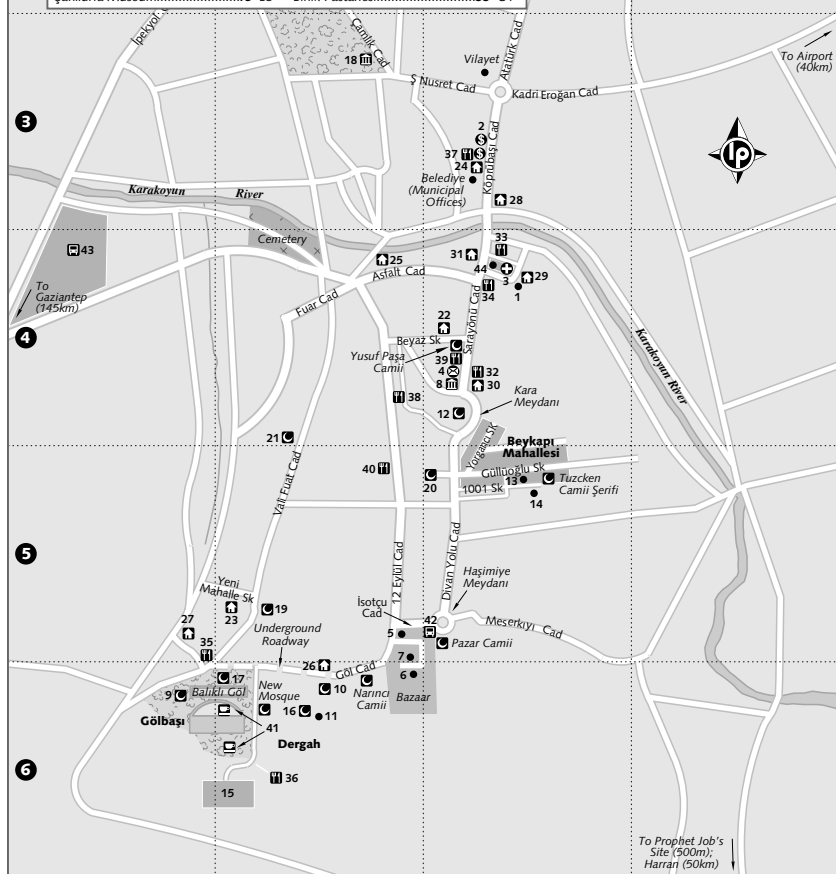 İpekyol
Çamlık Cad
18
Vilayet
Atatürk Cad
To Airport
(40km)
Ş Nusret Cad
Kadri Eroğan Cad
3
2
37
24
Köprübaşı Cad
lp
Belediye
(Municipal
Offices)
Karakoyun River
28
Cemetery
43
25
31
33
44
3
29
To
Gaziantep
(145km)
Asfalt Cad
34
1
Fuar Cad
22
Sarayönü Cad
4
Beyaz Sk
Yusuf Paşa
Camii
39
4
32
8
30
38
Kara
Meydanı
12
Karakoyun River
21
Yorgancı SK
Beykapı
Mahallesi
40
20
Güllüoğlu Sk
13
Tuzcken
Camii Şerifi
1001 Sk
14
Vali Fuat Cad
5
12 Eylül Cad
Divan Yolu Cad
Haşimiye
Meydanı
Yeni
Mahalle Sk
23
19
27
35
Underground
Roadway
İsotçu
Cad
42
5
Pazar Camii
Meserkıyı Cad
26
Göl Cad
7
6
17
Balıklı Göl
9
New
Mosque
10
Narıncı
Camii
Bazaar
Gölbaşı
16
11
41
Dergah
6
36
15
To Prophet Job's
Site (500m);
Harran (50km)